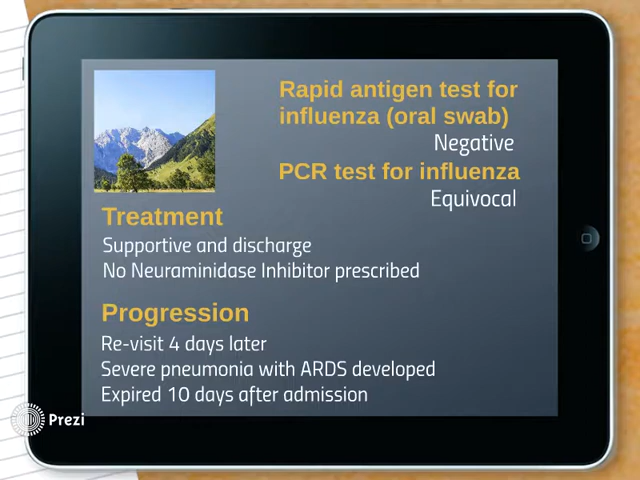 Rapid antigen test for
influenza (oral swab)
Negative
PCR test for influenza
Equivocal
Treatment
Supportive and discharge
No Neuraminidase Inhibitor prescribed
Progression
Re-visit 4 days later
Severe pneumonia with ARDS developed
Expired 10 days after admission
Prezi